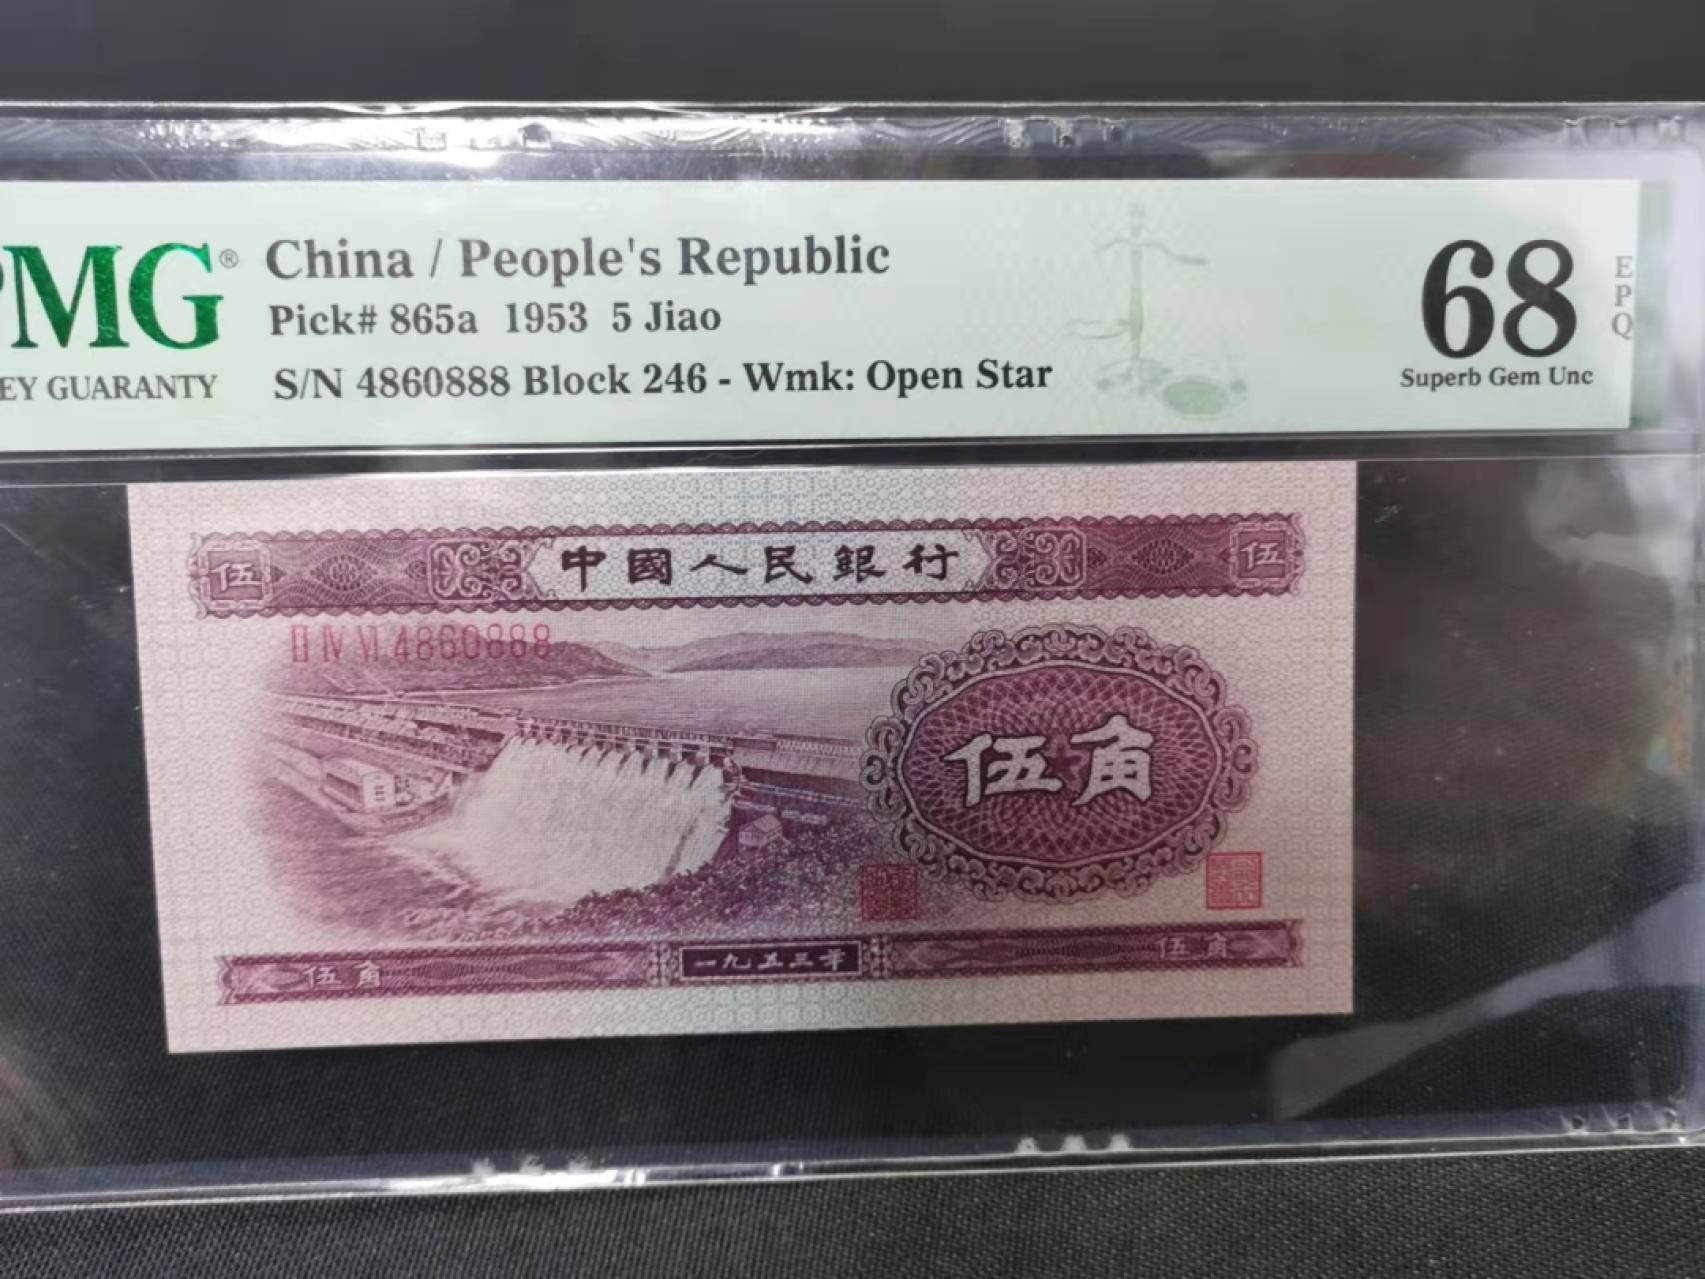 PMG®
China / People's Republic
Pick# 865a 1953 5 Jiao
EY GUARANTY
S/N 4860888 Block 246 - Wmk: Open Star
68
EPQ
Superb Gem Unc
伍 中國人民銀行 伍
II IV VI 4860888
伍角
伍角 一九五三年 伍角